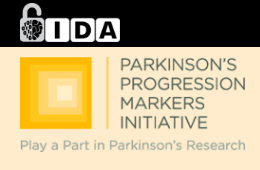 IDA
PARKINSON'S
PROGRESSION
MARKERS
INITIATIVE
Play a Part in Parkinson's Research